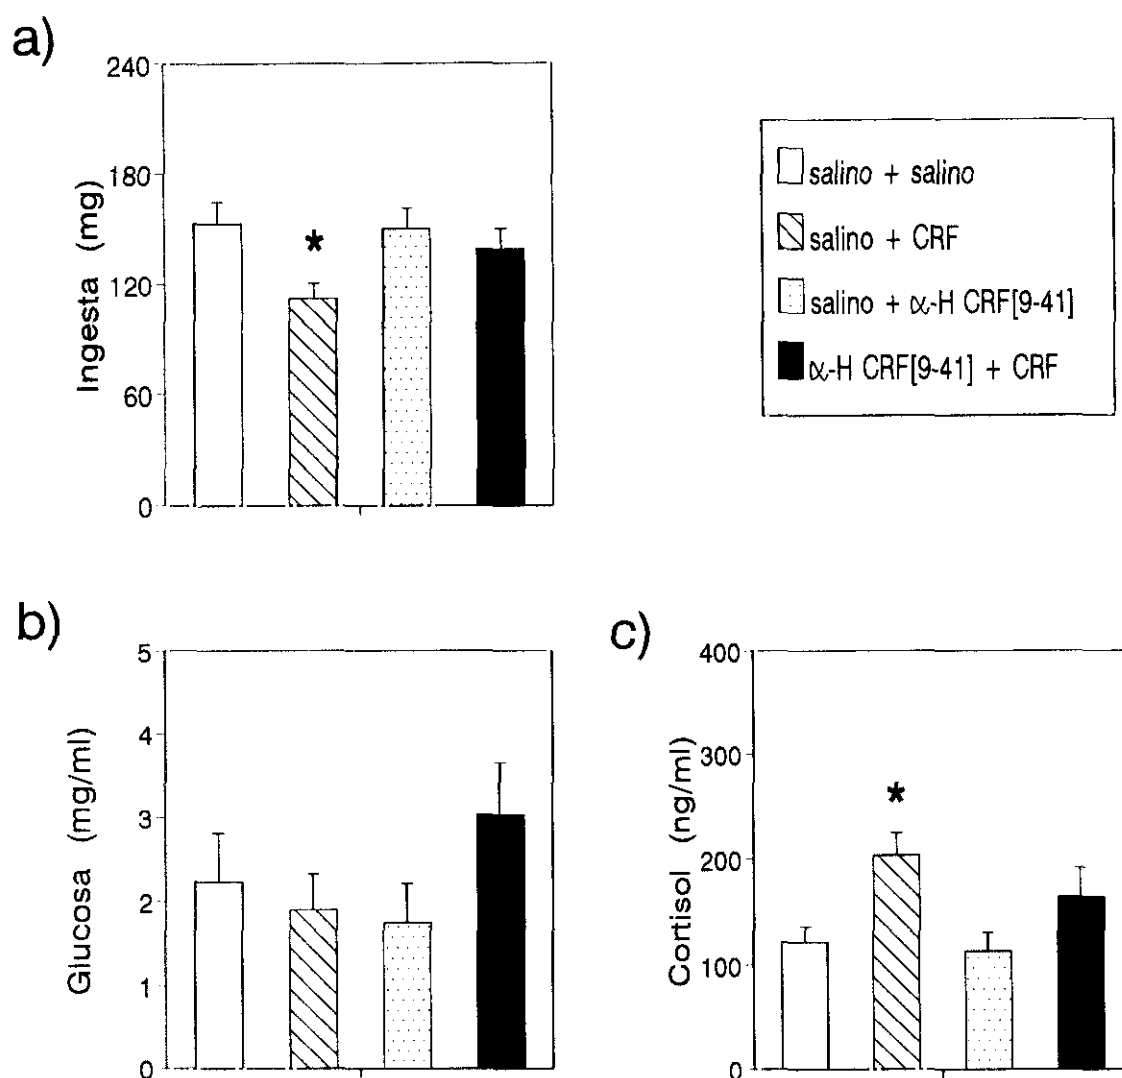 a)
240
180
120
60
0
Ingesta (mg)
*
salino + salino
salino + CRF
salino + α-H CRF[9-41]
α-H CRF[9-41] + CRF
b)
5
4
3
2
1
0
Glucosa (mg/ml)
c)
400
300
200
100
0
Cortisol (ng/ml)
*